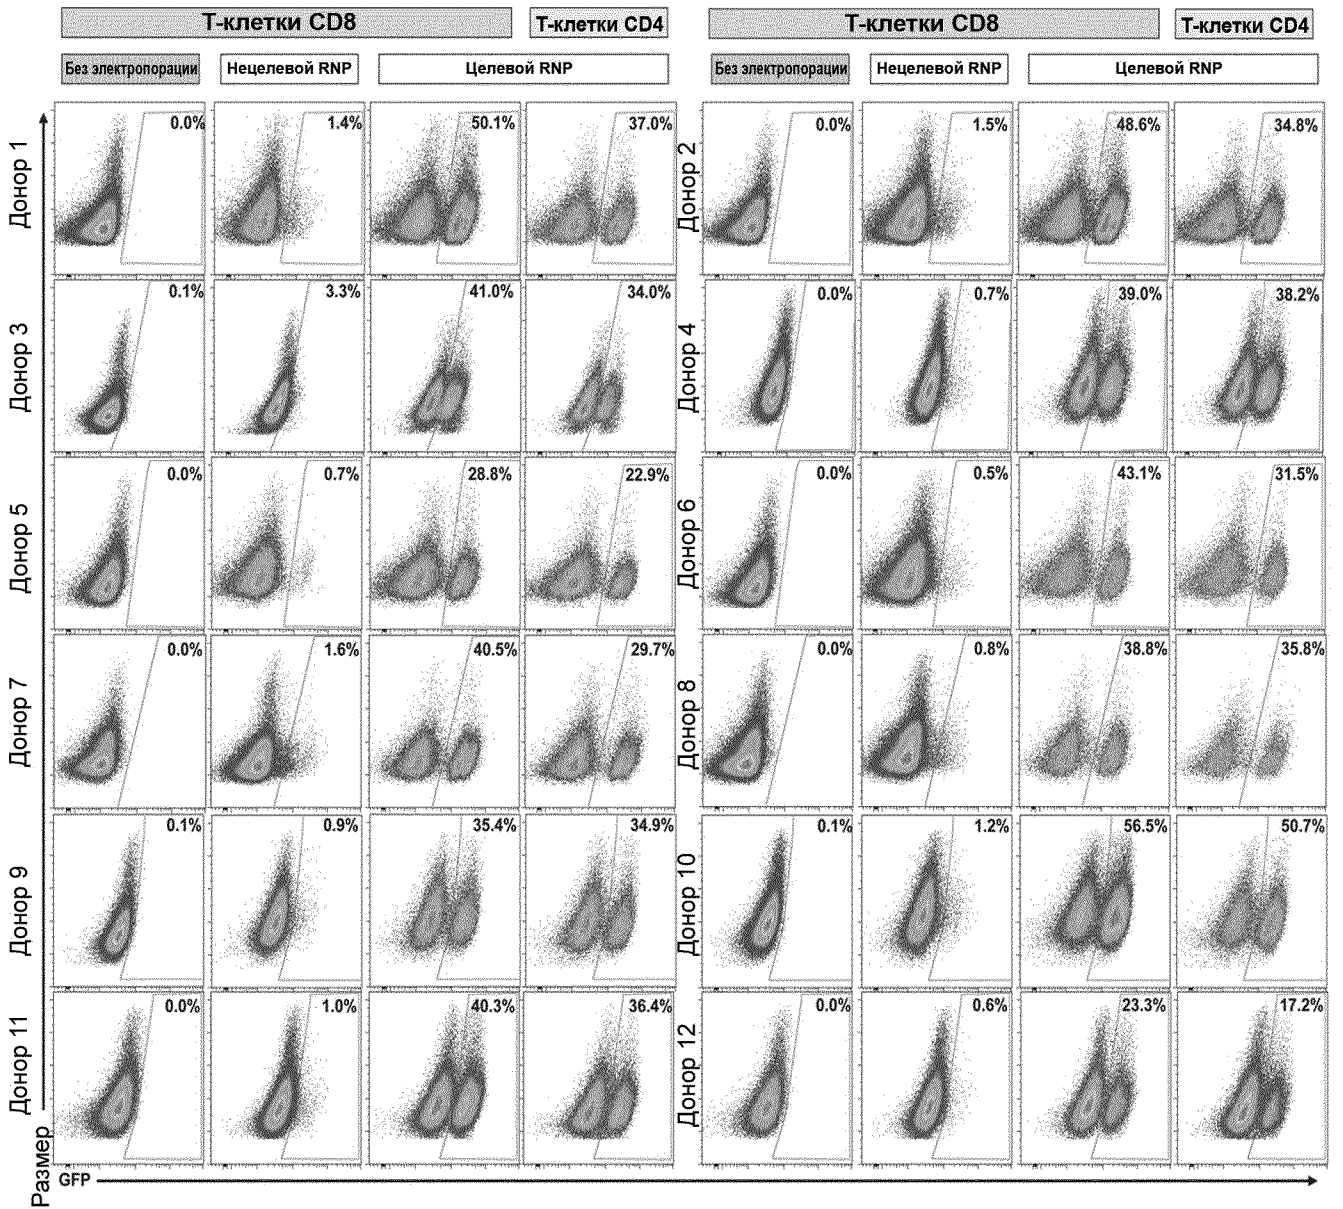 Т-клетки CD8 Т-клетки CD4 Т-клетки CD8 Т-клетки CD4
Без электропорации Нецелевой RNP Целевой RNP Без электропорации Нецелевой RNP Целевой RNP
Донор 1 0.0% 1.4% 50.1% 37.0% Донор 2 0.0% 1.5% 48.6% 34.8%
Донор 3 0.1% 3.3% 41.0% 34.0% Донор 4 0.0% 0.7% 39.0% 38.2%
Донор 5 0.0% 0.7% 28.8% 22.9% Донор 6 0.0% 0.5% 43.1% 31.5%
Донор 7 0.0% 1.6% 40.5% 29.7% Донор 8 0.0% 0.8% 38.8% 35.8%
Донор 9 0.1% 0.9% 35.4% 34.9% Донор 10 0.1% 1.2% 56.5% 50.7%
Донор 11 0.0% 1.0% 40.3% 36.4% Донор 12 0.0% 0.6% 23.3% 17.2%
Размер
GFP